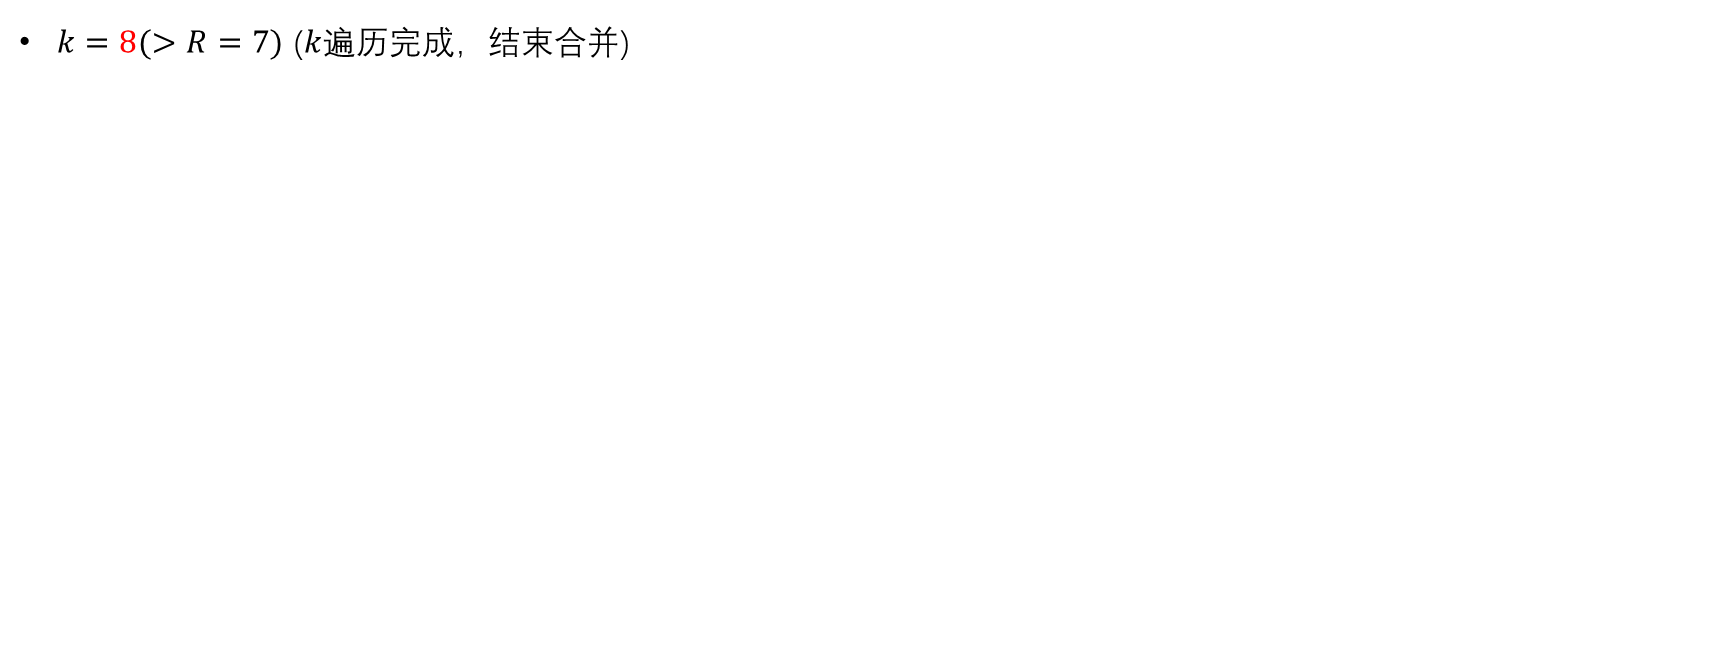 • k = 8(> R = 7) (k遍历完成，结束合并)